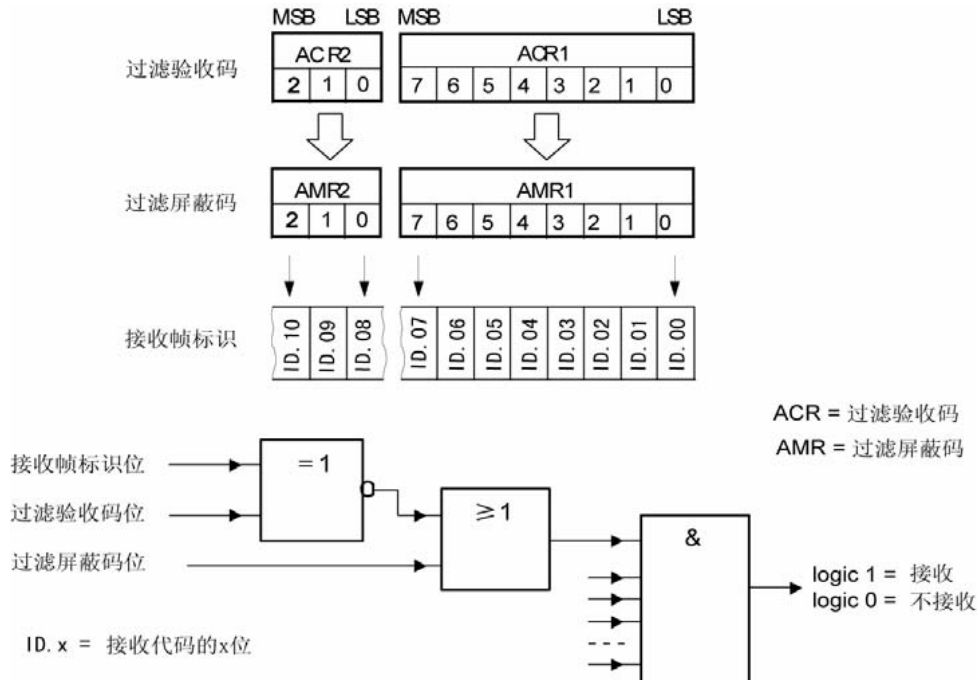 MSB LSB MSB LSB
过滤验收码 ACR2 ACR1
2 1 0 7 6 5 4 3 2 1 0
过滤屏蔽码 AMR2 AMR1
2 1 0 7 6 5 4 3 2 1 0
接收帧标识 ID.10 ID.09 ID.08 ID.07 ID.06 ID.05 ID.04 ID.03 ID.02 ID.01 ID.00
ACR = 过滤验收码
AMR = 过滤屏蔽码
接收帧标识位
=1
过滤验收码位
≥1
过滤屏蔽码位
&
logic 1 = 接收
logic 0 = 不接收
ID.x = 接收代码的x位